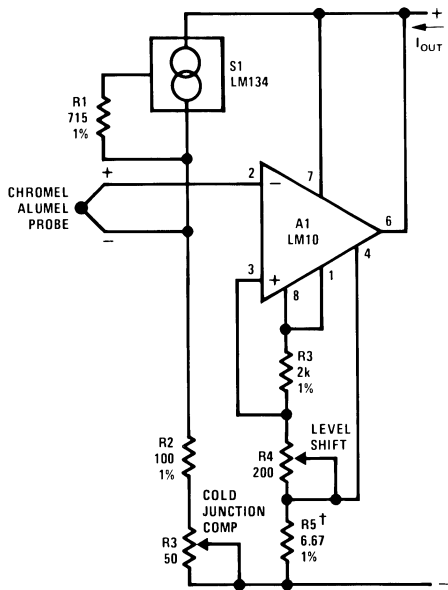 +
I OUT
S1
LM134
R1
715
1%
+
CHROMEL
ALUMEL
PROBE
−
2
−
7
A1
LM10
6
4
3
+
8
1
R3
2k
1%
LEVEL
SHIFT
R4
200
R2
100
1%
COLD
JUNCTION
COMP
R3
50
R5†
6.67
1%
−